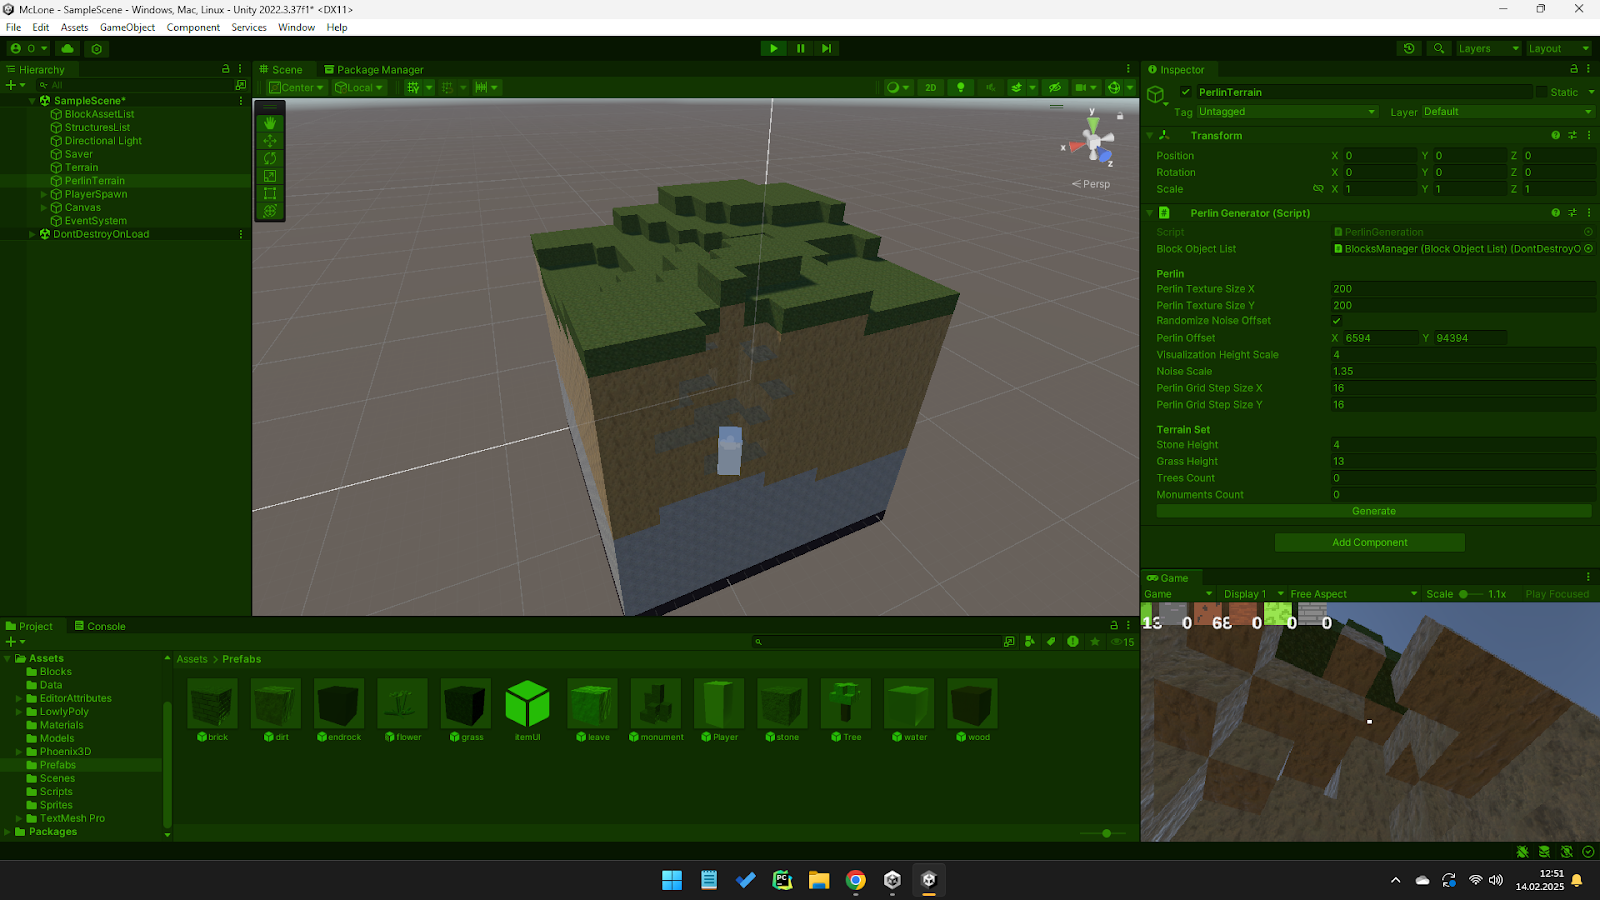 McLone - SampleScene - Windows, Mac, Linux - Unity 2022.3.37f1* <DX11>
File Edit Assets GameObject Component Services Window Help
O
Layers Layout
Hierarchy
All
SampleScene*
BlockAssetList
StructuresList
Directional Light
Saver
Terrain
PerlinTerrain
PlayerSpawn
Canvas
EventSystem
DontDestroyOnLoad
Scene Package Manager
Center Local 2D
y
x
z
Persp
Inspector
PerlinTerrain Static
Tag Untagged Layer Default
Transform
Position X 0 Y 0 Z 0
Rotation X 0 Y 0 Z 0
Scale X 1 Y 1 Z 1
Perlin Generator (Script)
Script PerlinGeneration
Block Object List BlocksManager (Block Object List) (DontDestroyO
Perlin
Perlin Texture Size X 200
Perlin Texture Size Y 200
Randomize Noise Offset
Perlin Offset X 6594 Y 94394
Visualization Height Scale 4
Noise Scale 1.35
Perlin Grid Step Size X 16
Perlin Grid Step Size Y 16
Terrain Set
Stone Height 4
Grass Height 13
Trees Count 0
Monuments Count 0
Generate
Add Component
Game
Game Display 1 Free Aspect Scale 1.1x Play Focused
13 0 68 0 0 0
Project Console
15
Assets
Blocks
Data
EditorAttributes
LowlyPoly
Materials
Models
Phoenix3D
Prefabs
Scenes
Scripts
Sprites
TextMesh Pro
Packages
Assets > Prefabs
brick dirt endrock flower grass itemUI leave monument Player stone Tree water wood
PC
12:51
14.02.2025